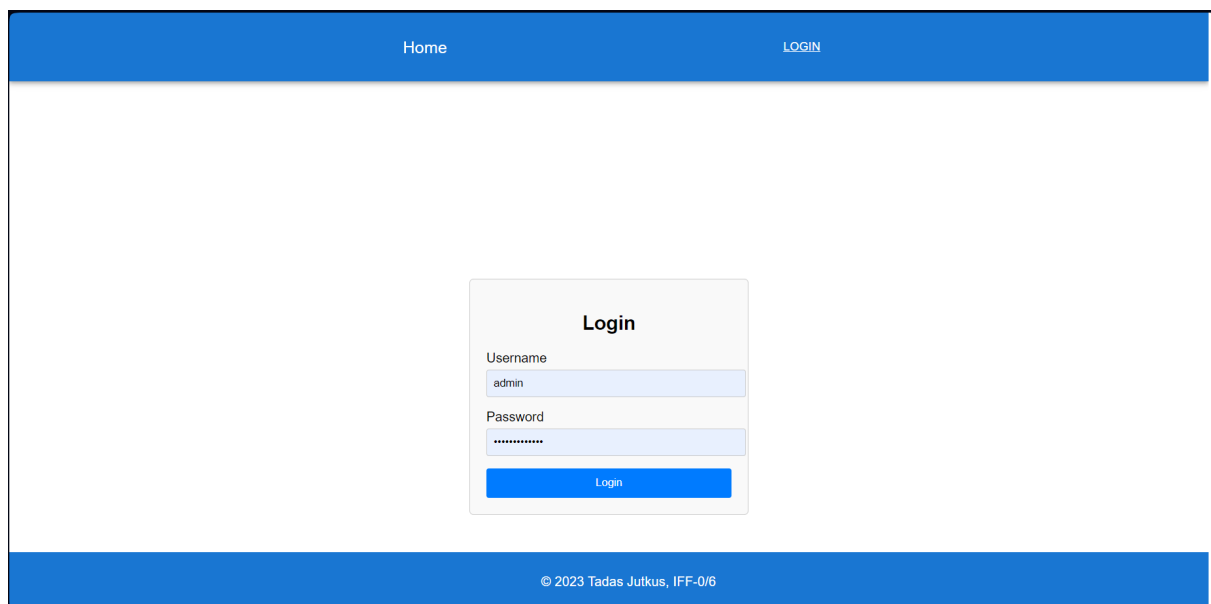 Home LOGIN
Login
Username
admin
Password
•••••••••••••
Login
© 2023 Tadas Jutkus, IFF-0/6